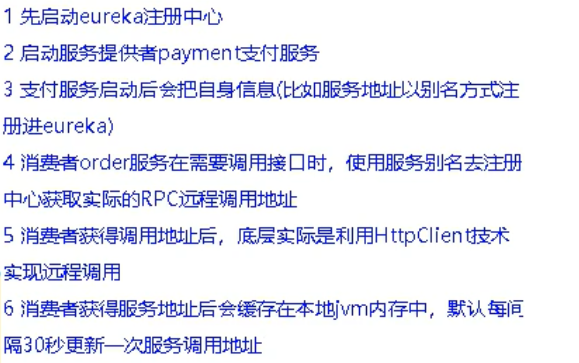 1 先启动eureka注册中心
2 启动服务提供者payment支付服务
3 支付服务启动后会把自身信息(比如服务地址以别名方式注
册进eureka)
4 消费者order服务在需要调用接口时，使用服务别名去注册
中心获取实际的RPC远程调用地址
5 消费者获得调用地址后，底层实际是利用HttpClient技术
实现远程调用
6 消费者获得服务地址后会缓存在本地jvm内存中，默认每间
隔30秒更新一次服务调用地址